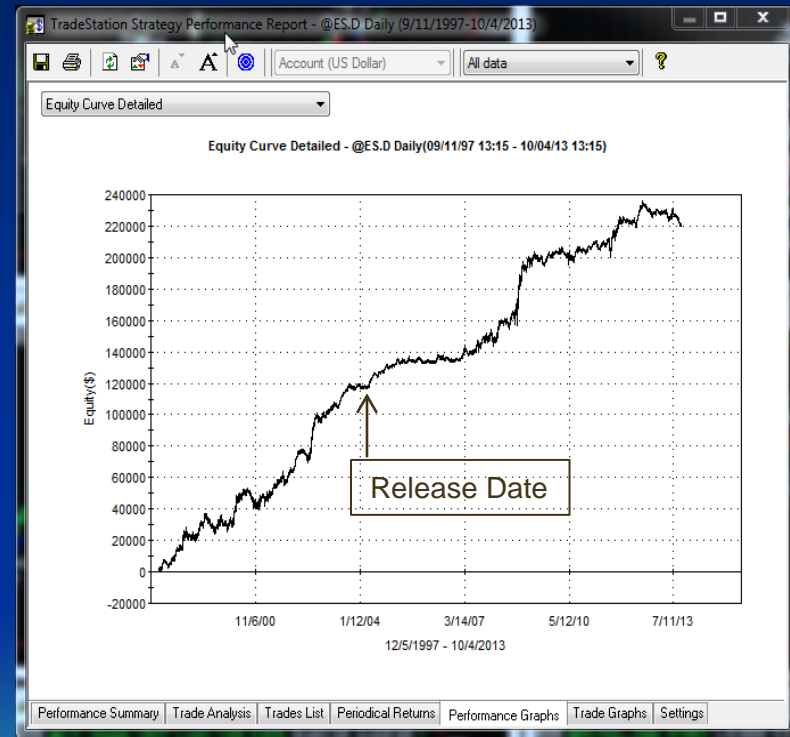 TradeStation Strategy Performance Report - @ES.D Daily (9/11/1997-10/4/2013)
A A Account (US Dollar) All data ?
Equity Curve Detailed
Equity Curve Detailed - @ES.D Daily(09/11/97 13:15 - 10/04/13 13:15)
240000
220000
200000
180000
160000
140000
120000
100000
80000
60000
40000
20000
0
-20000
Equity($)
Release Date
11/6/00 1/12/04 3/14/07 5/12/10 7/11/13
12/5/1997 - 10/4/2013
Performance Summary Trade Analysis Trades List Periodical Returns Performance Graphs Trade Graphs Settings